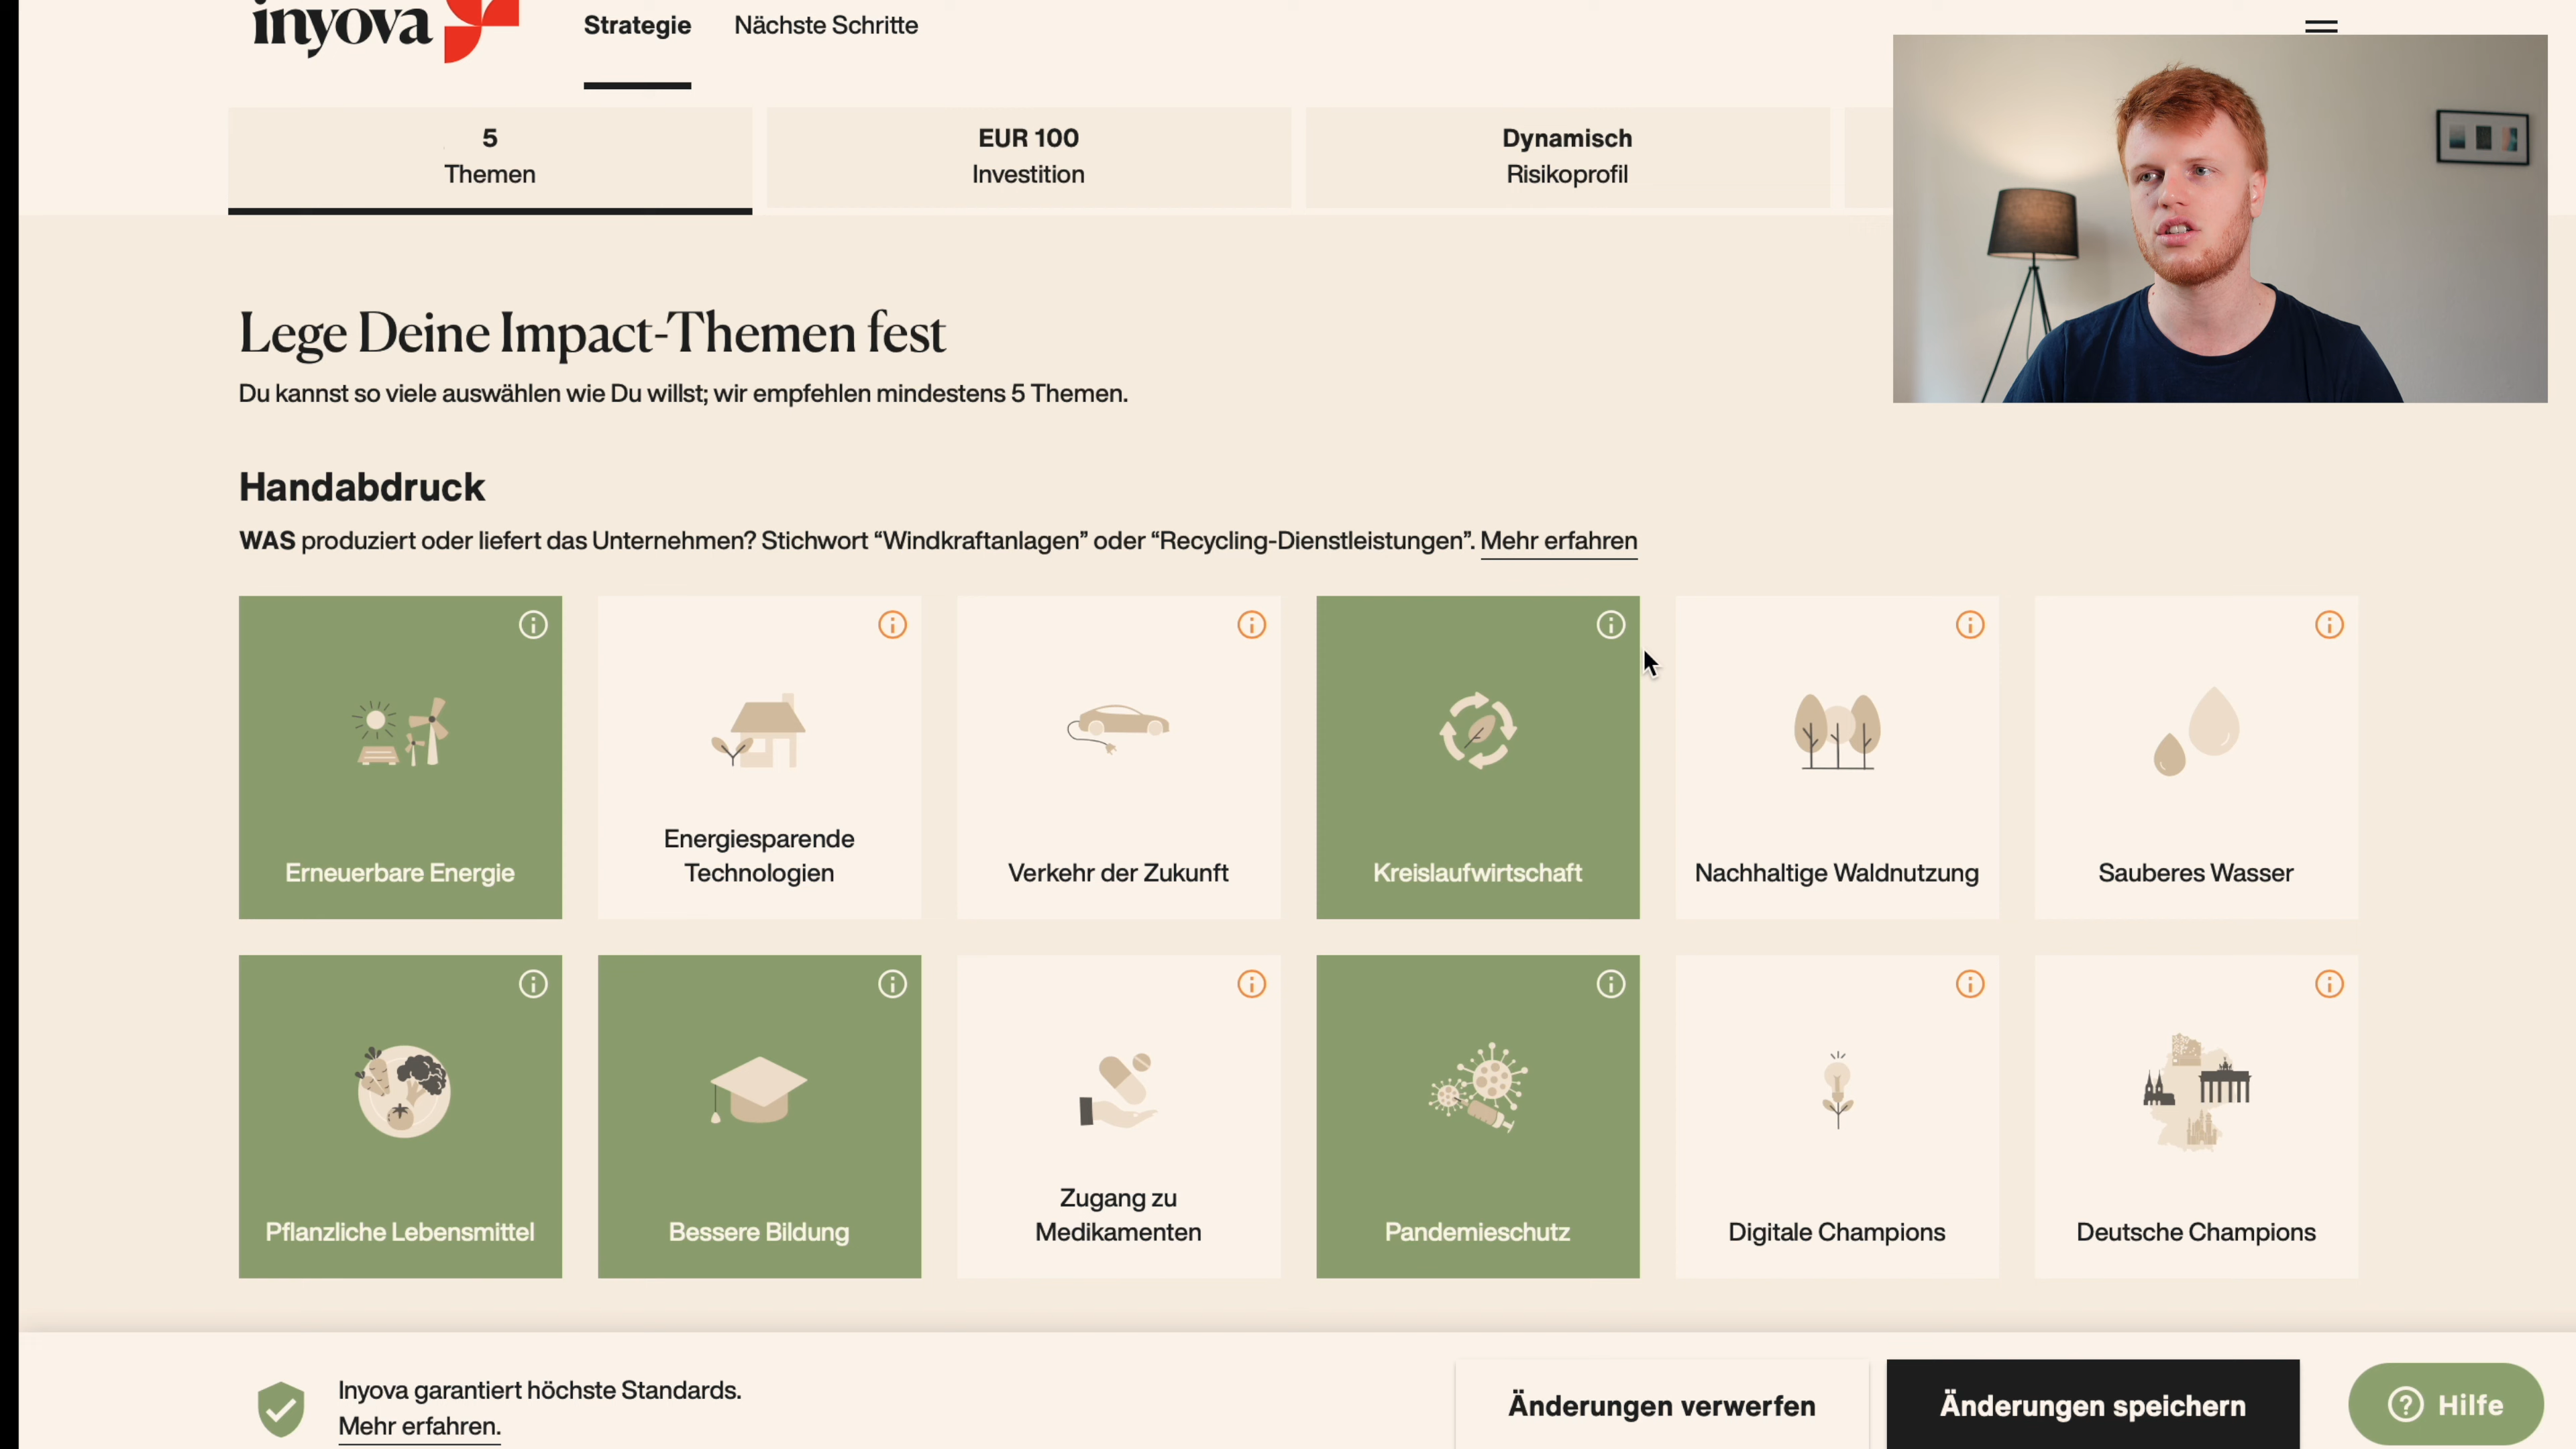 inyova
Strategie
Nächste Schritte
5
Themen
EUR 100
Investition
Dynamisch
Risikoprofil
Lege Deine Impact-Themen fest
Du kannst so viele auswählen wie Du willst; wir empfehlen mindestens 5 Themen.
Handabdruck
WAS produziert oder liefert das Unternehmen? Stichwort “Windkraftanlagen” oder “Recycling-Dienstleistungen”. Mehr erfahren
Erneuerbare Energie
Energiesparende
Technologien
Verkehr der Zukunft
Kreislaufwirtschaft
Nachhaltige Waldnutzung
Sauberes Wasser
Pflanzliche Lebensmittel
Bessere Bildung
Zugang zu
Medikamenten
Pandemieschutz
Digitale Champions
Deutsche Champions
Inyova garantiert höchste Standards.
Mehr erfahren.
Änderungen verwerfen
Änderungen speichern
Hilfe